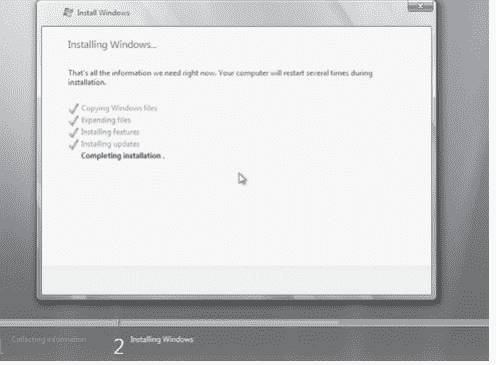 Install Windows
Installing Windows...
That's all the information we need right now. Your computer will restart several times during
installation.
Copying Windows files
Expanding files
Installing features
Installing updates
Completing installation .
1 Collecting information
2 Installing Windows